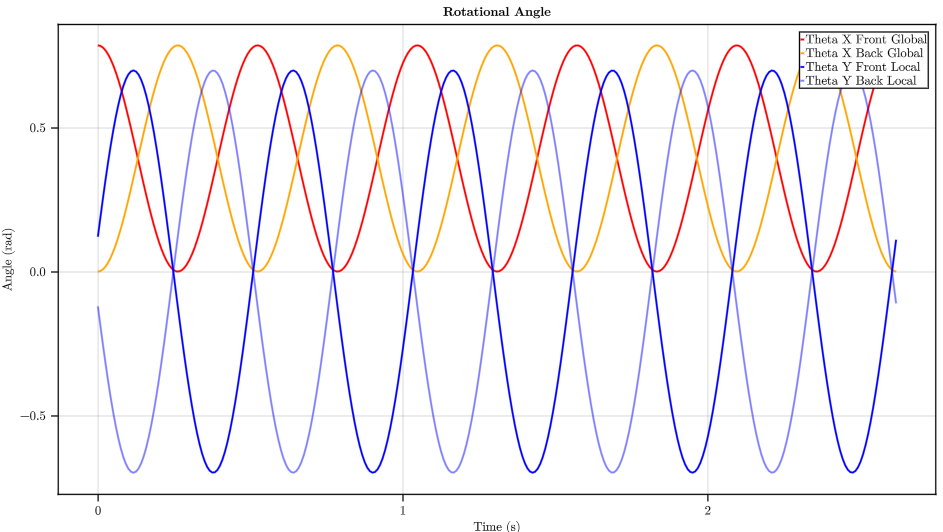 Rotational Angle
Theta X Front Global
Theta X Back Global
Theta Y Front Local
Theta Y Back Local
Angle (rad)
0.5
0.0
−0.5
0
1
2
Time (s)